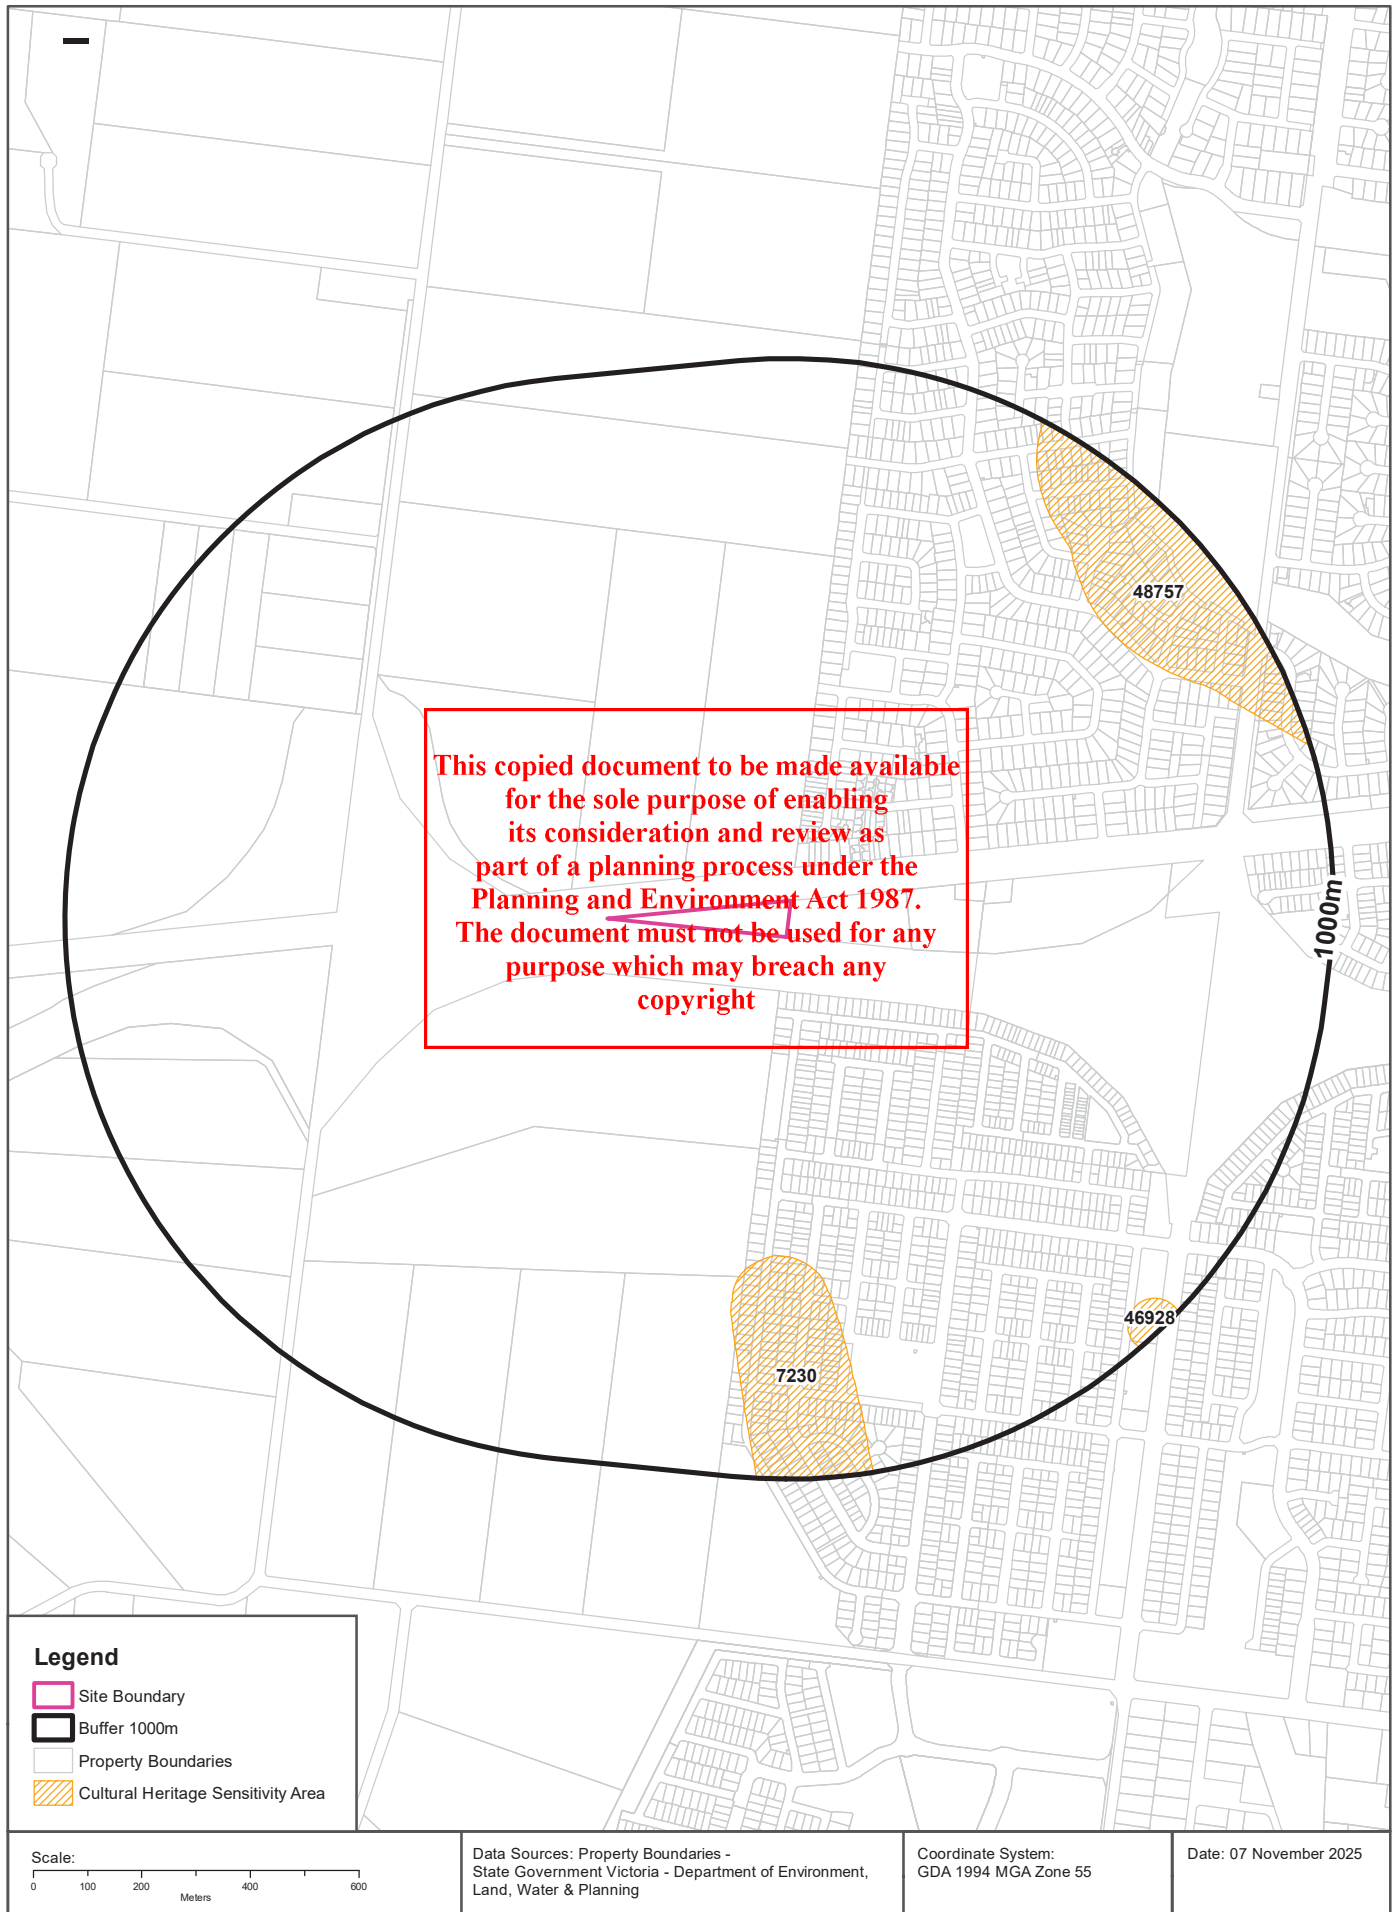 48757
This copied document to be made available
for the sole purpose of enabling
its consideration and review as
part of a planning process under the
Planning and Environment Act 1987.
The document must not be used for any
purpose which may breach any
copyright
1000m
46928
7230
Legend
Site Boundary
Buffer 1000m
Property Boundaries
Cultural Heritage Sensitivity Area
Scale:
0 100 200 400 600
Meters
Data Sources: Property Boundaries -
State Government Victoria - Department of Environment,
Land, Water & Planning
Coordinate System:
GDA 1994 MGA Zone 55
Date: 07 November 2025